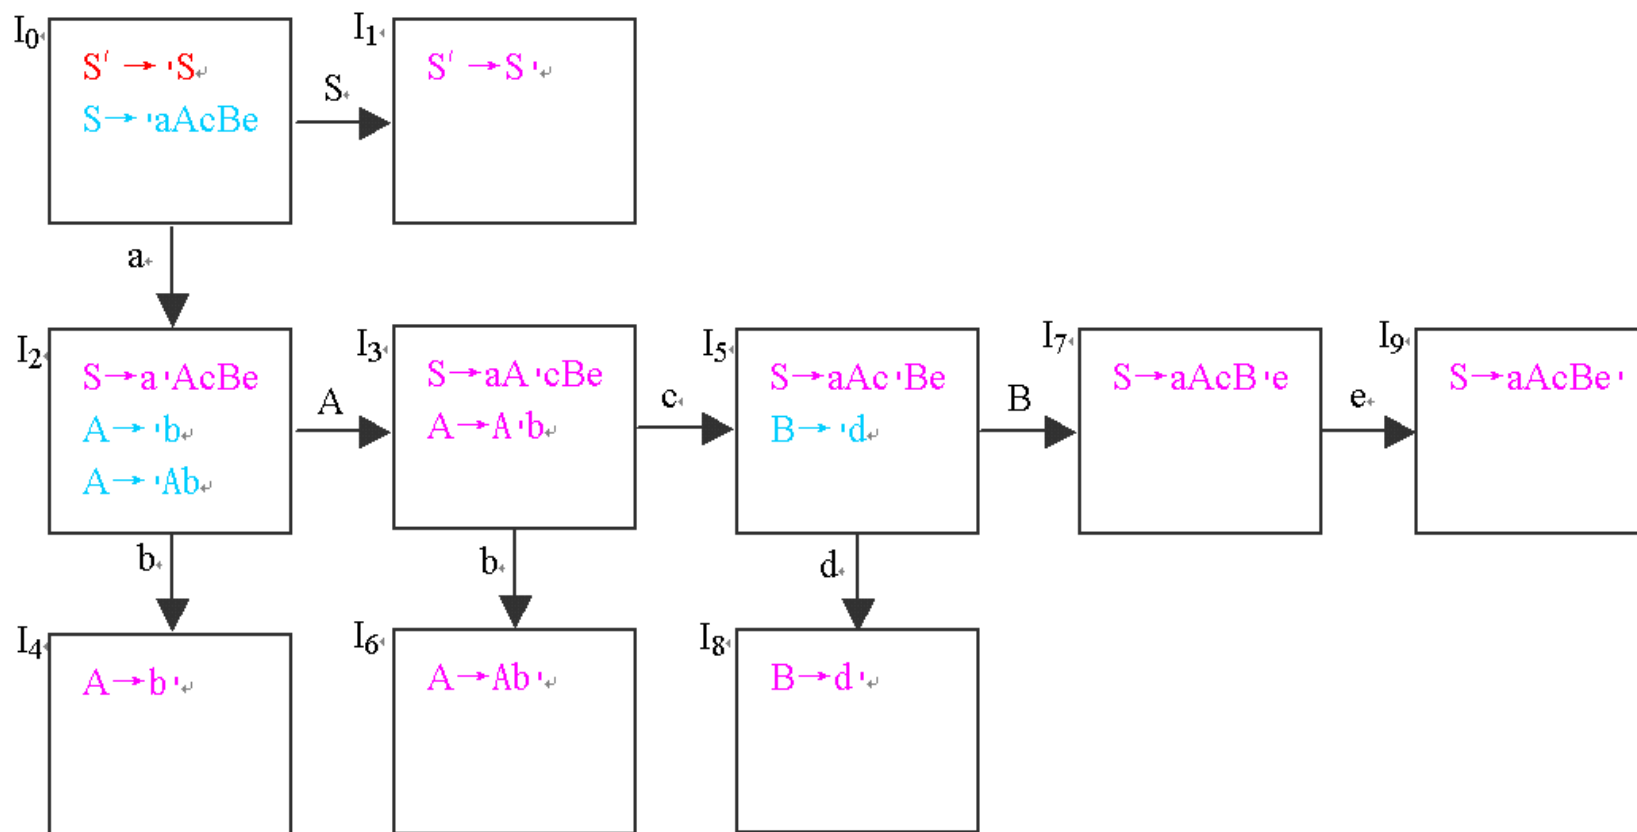 I₀
S′ → ·S
S→ ·aAcBe
S
I₁
S′ →S ·
a
I₂
S→a ·AcBe
A→ ·b
A→ ·Ab
A
I₃
S→aA ·cBe
A→A·b
c
I₅
S→aAc ·Be
B→ ·d
B
I₇
S→aAcB ·e
e
I₉
S→aAcBe ·
b
b
d
I₄
A→b ·
I₆
A→Ab ·
I₈
B→d ·